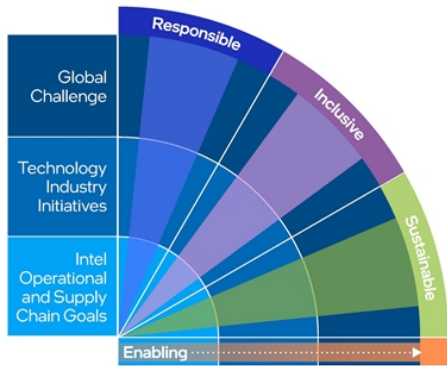 Responsible
Inclusive
Sustainable
Global
Challenge
Technology
Industry
Initiatives
Intel
Operational
and Supply
Chain Goals
Enabling